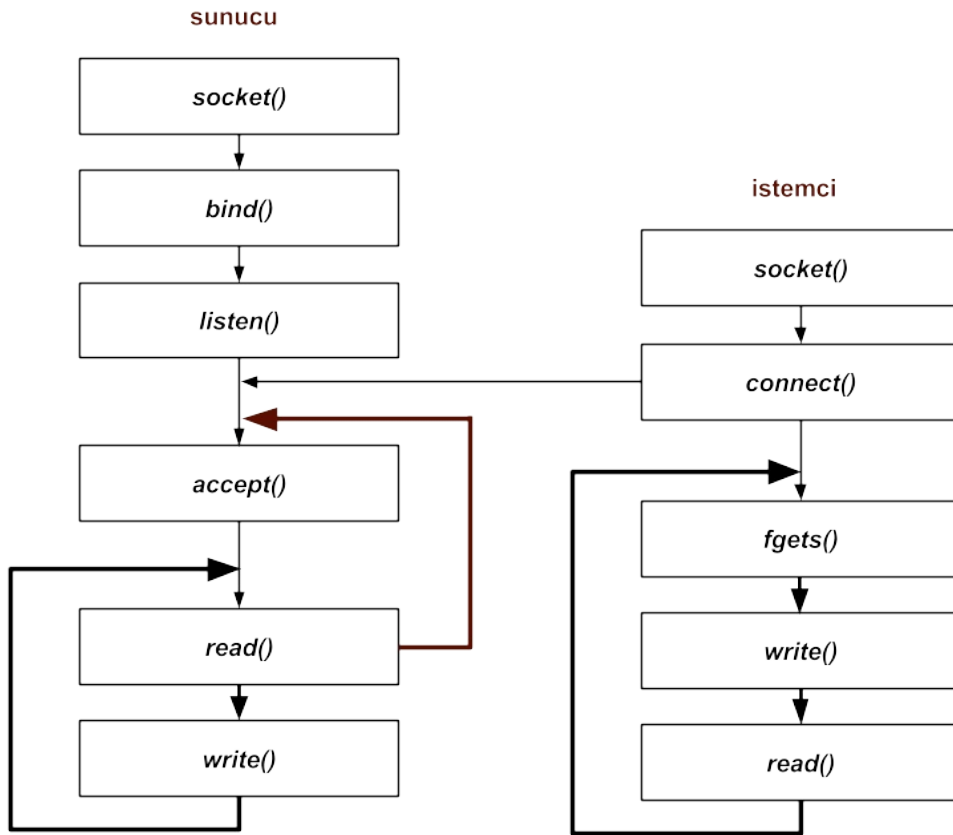 sunucu
socket()
bind()
listen()
accept()
read()
write()
istemci
socket()
connect()
fgets()
write()
read()